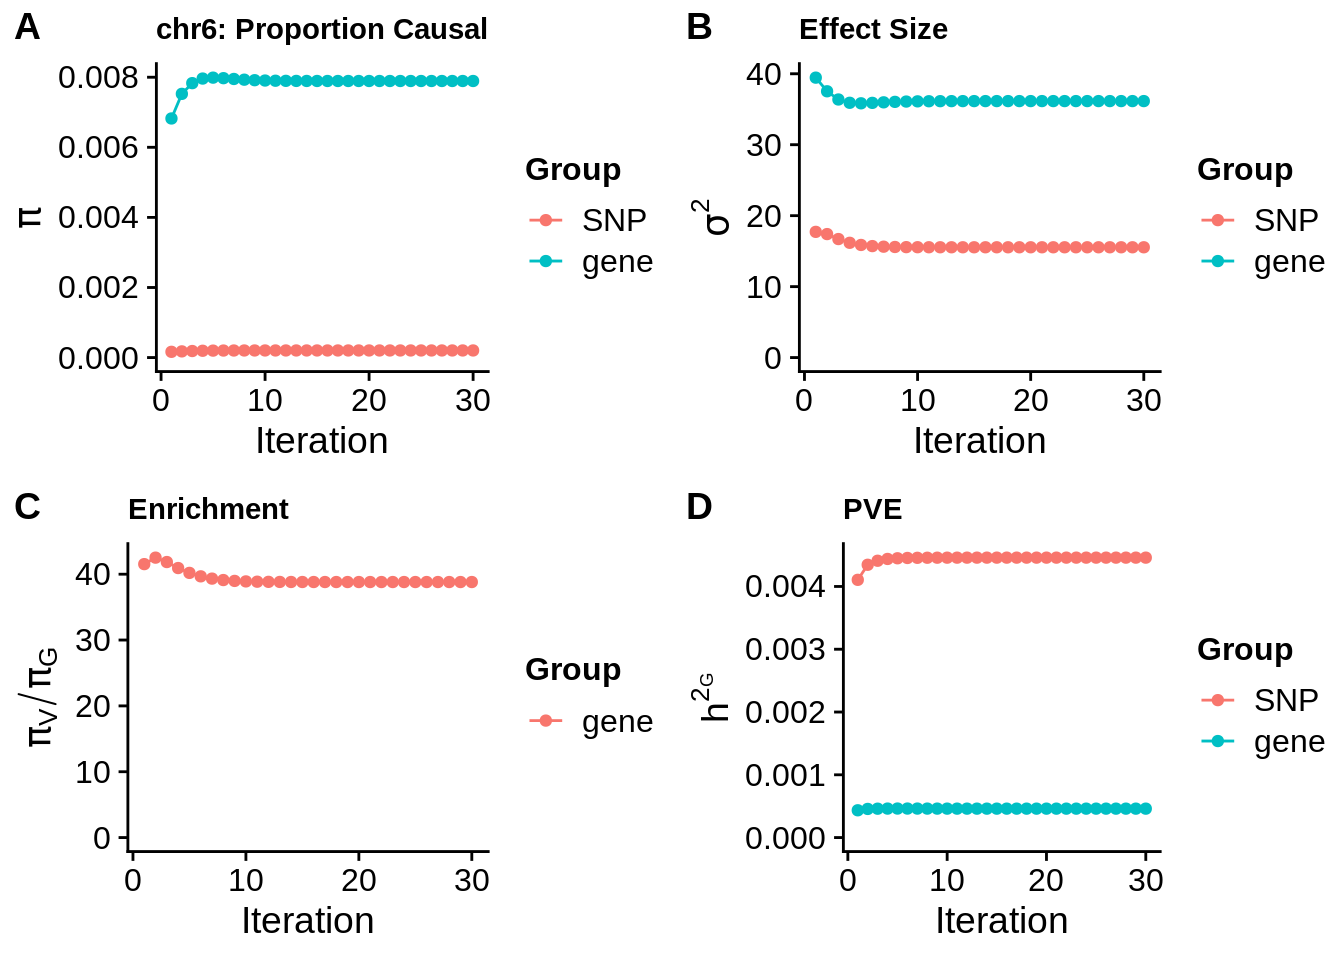 A
chr6: Proportion Causal
0.008
0.006
0.004
0.002
0.000
π
0 10 20 30
Iteration
Group
SNP
gene
B
Effect Size
40
30
20
10
0
σ²
0 10 20 30
Iteration
Group
SNP
gene
C
Enrichment
40
30
20
10
0
πV/πG
0 10 20 30
Iteration
Group
gene
D
PVE
0.004
0.003
0.002
0.001
0.000
h2G
0 10 20 30
Iteration
Group
SNP
gene